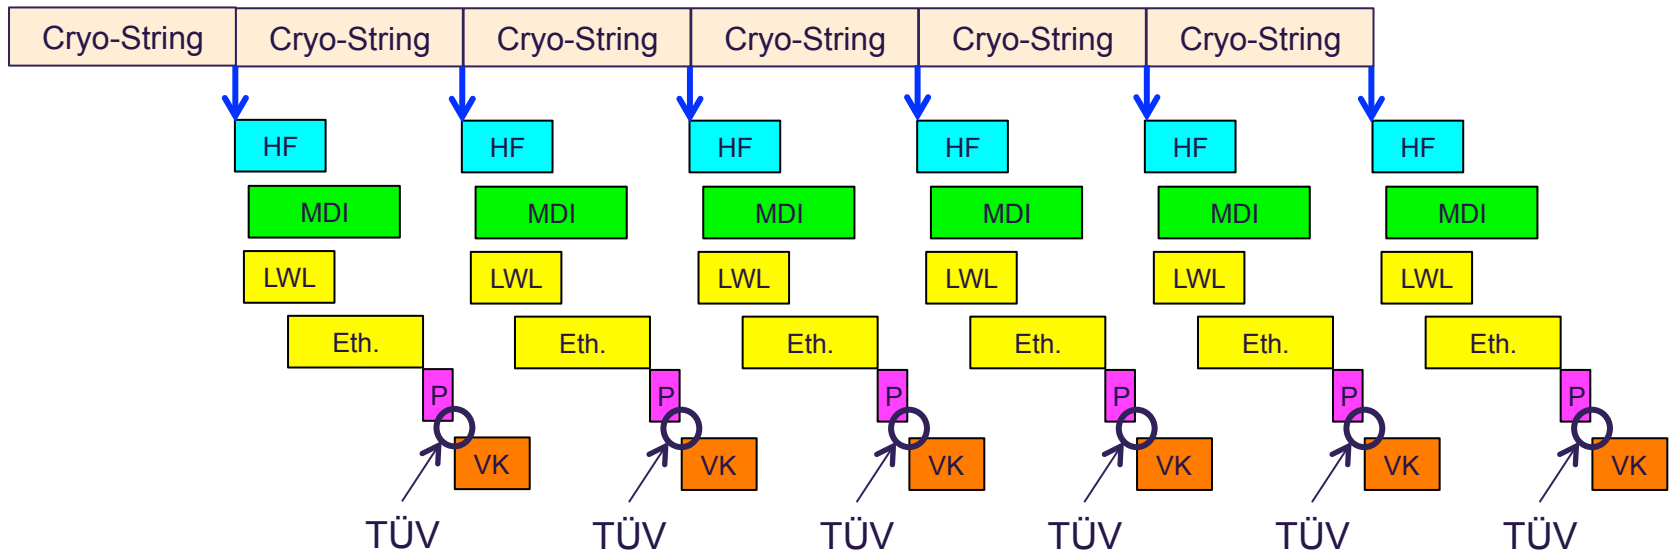 Cryo-String Cryo-String Cryo-String Cryo-String Cryo-String Cryo-String
HF HF HF HF HF HF
MDI MDI MDI MDI MDI MDI
LWL LWL LWL LWL LWL LWL
Eth. Eth. Eth. Eth. Eth. Eth.
P P P P P P
VK VK VK VK VK VK
TÜV TÜV TÜV TÜV TÜV TÜV